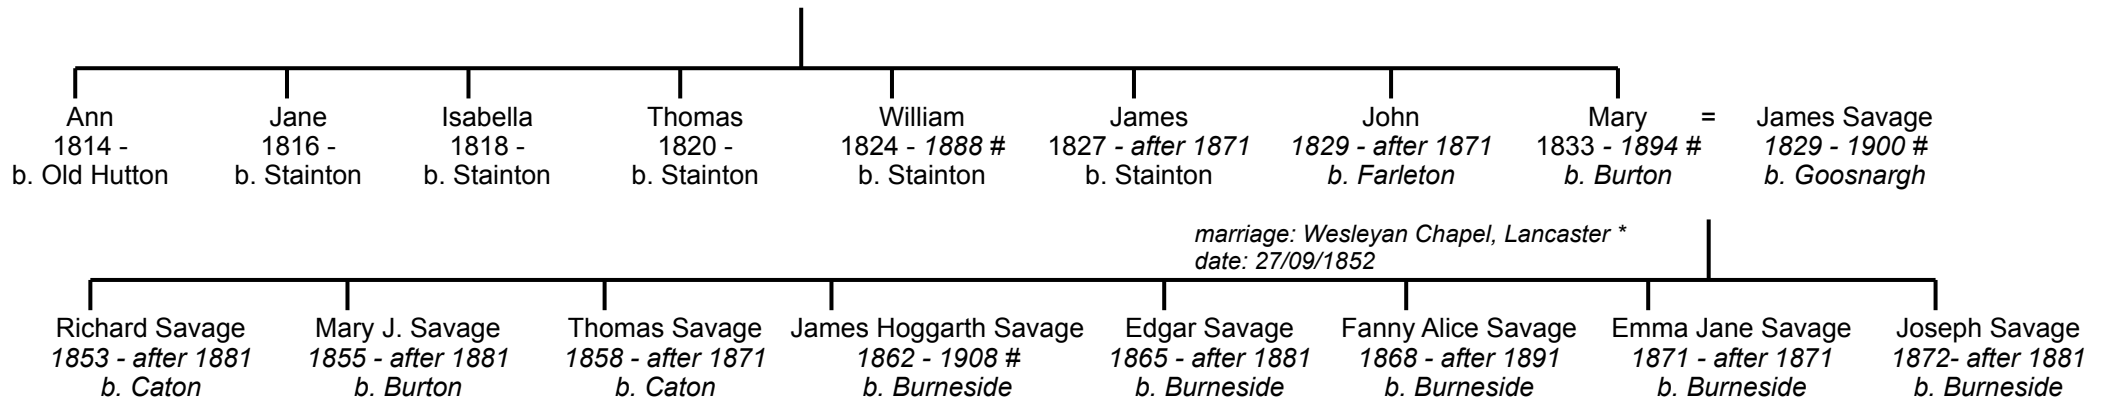 Ann
1814 -
b. Old Hutton
Jane
1816 -
b. Stainton
Isabella
1818 -
b. Stainton
Thomas
1820 -
b. Stainton
William
1824 - 1888 #
b. Stainton
James
1827 - after 1871
b. Stainton
John
1829 - after 1871
b. Farleton
Mary
1833 - 1894 #
b. Burton
=
James Savage
1829 - 1900 #
b. Goosnargh
marriage: Wesleyan Chapel, Lancaster *
date: 27/09/1852
Richard Savage
1853 - after 1881
b. Caton
Mary J. Savage
1855 - after 1881
b. Burton
Thomas Savage
1858 - after 1871
b. Caton
James Hoggarth Savage
1862 - 1908 #
b. Burneside
Edgar Savage
1865 - after 1881
b. Burneside
Fanny Alice Savage
1868 - after 1891
b. Burneside
Emma Jane Savage
1871 - after 1871
b. Burneside
Joseph Savage
1872- after 1881
b. Burneside